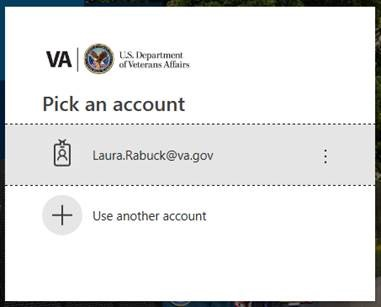 VA
U.S. Department
of Veterans Affairs
Pick an account
Laura.Rabuck@va.gov
Use another account